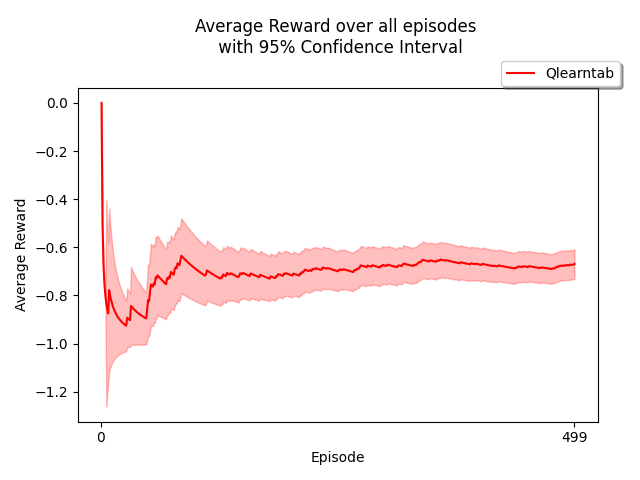 Average Reward over all episodes
with 95% Confidence Interval
Qlearntab
0.0
−0.2
−0.4
−0.6
−0.8
−1.0
−1.2
Average Reward
0
499
Episode